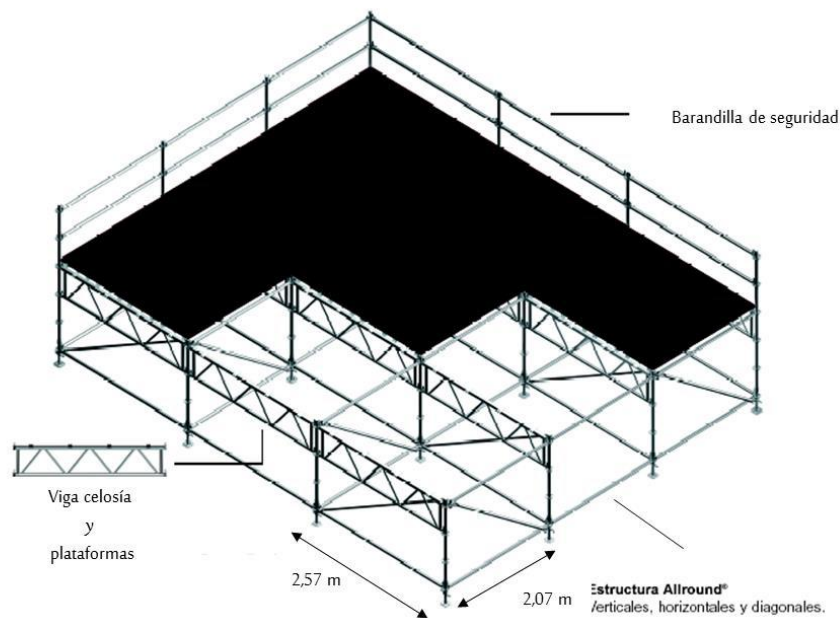 Barandilla de seguridad
Viga celosía
y
plataformas
2,57 m
2,07 m
Estructura Allround®
Verticales, horizontales y diagonales.